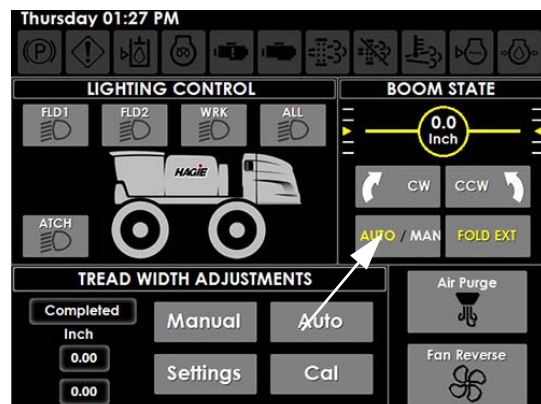 Thursday 01:27 PM
(P)
LIGHTING CONTROL
FLD1 FLD2 WRK ALL
HAGIE
ATCH
BOOM STATE
0.0
Inch
CW CCW
AUTO / MAN FOLD EXT
TREAD WIDTH ADJUSTMENTS
Completed
Inch
0.00
0.00
Manual Auto
Settings Cal
Air Purge
Fan Reverse